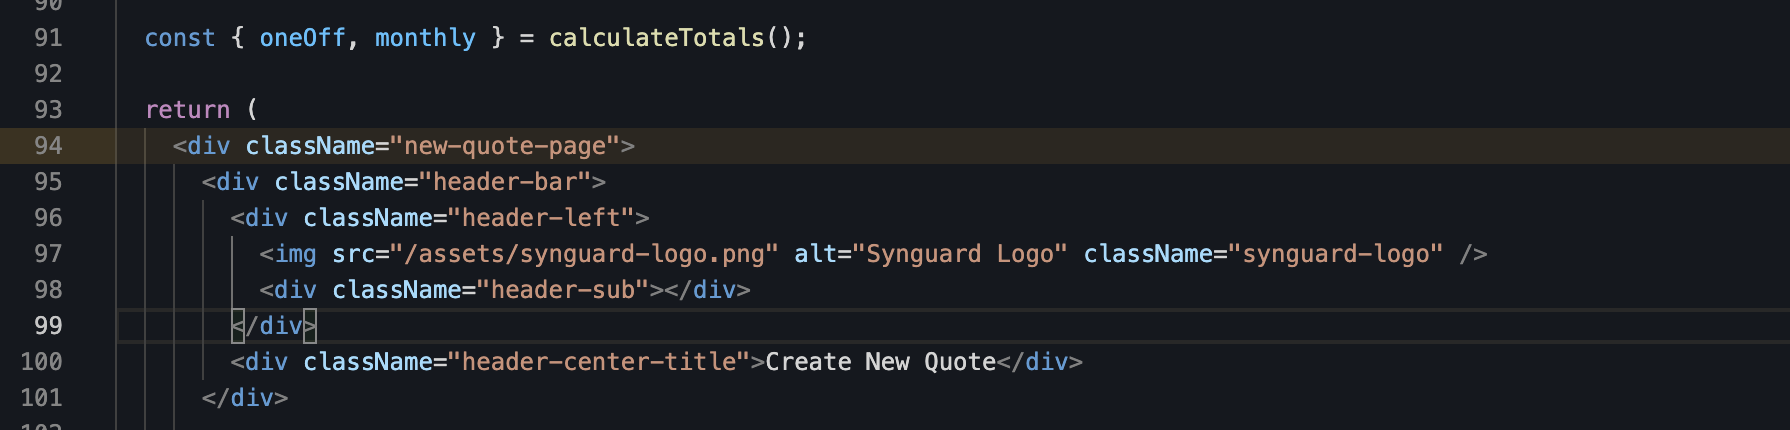 90
91 const { oneOff, monthly } = calculateTotals();
92
93 return (
94 <div className="new-quote-page">
95 <div className="header-bar">
96 <div className="header-left">
97 <img src="/assets/synguard-logo.png" alt="Synguard Logo" className="synguard-logo" />
98 <div className="header-sub"></div>
99 </div>
100 <div className="header-center-title">Create New Quote</div>
101 </div>
102